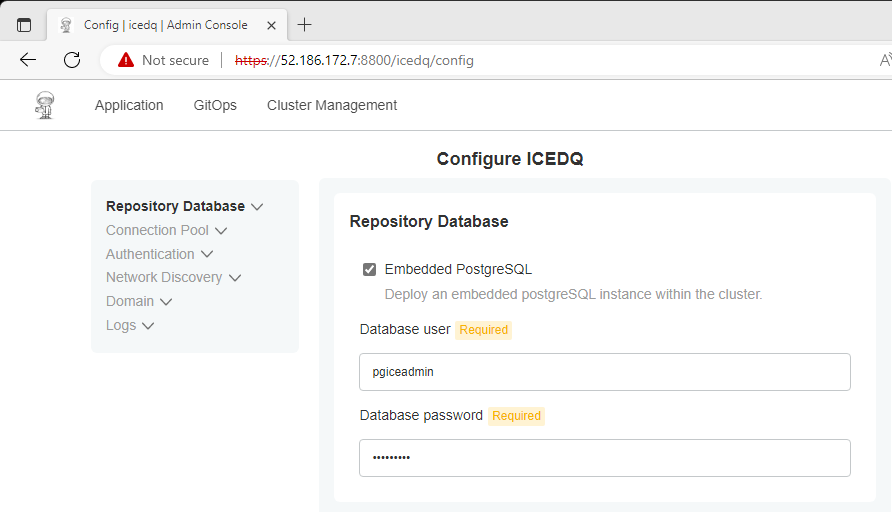 Config | icedq | Admin Console
Not secure https://52.186.172.7:8800/icedq/config
Application GitOps Cluster Management
Configure ICEDQ
Repository Database
Connection Pool
Authentication
Network Discovery
Domain
Logs
Repository Database
Embedded PostgreSQL
Deploy an embedded postgreSQL instance within the cluster.
Database user Required
pgiceadmin
Database password Required
•••••••••